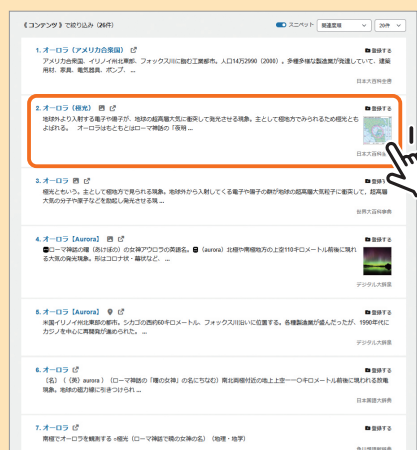 《コンテンツ》で絞り込み（26件）
スニペット
関連度順
20件
1. オーロラ（アメリカ合衆国）
登録する
アメリカ合衆国、イリノイ州北東部、フォックス川に臨む工業都市。人口14万2990（2000）。多種多様な製造業が発達していて、建築
用材、家具、電気器具、ポンプ、...
日本大百科全書
2. オーロラ（極光）
登録する
地球外より入射する電子や陽子が、地球の超高層大気に衝突して発光させる現象。主として極地方でみられるため極光とも
よばれる。 オーロラはもともとはローマ神話の「夜明...
日本大百科全
3. オーロラ
登録す
極光ともいう。主として極地方で見られる現象。地球外から入射してくる電子や陽子の群が地球の超高層大気粒子に衝突して、超高層
大気の分子や原子などを励起し発光させる現...
世界大百科事典
4. オーロラ【Aurora】
登録する
❶ローマ神話の曙（あけぼの）の女神アウロラの英語名。❷（aurora）北極や南極地方の上空110キロメートル前後に現れ
る大気の発光現象。形はコロナ状・幕状など、...
デジタル大辞泉
5. オーロラ【Aurora】
登録する
米国イリノイ州北東部の都市。シカゴの西約60キロメートル、フォックス川沿いに位置する。各種製造業が盛んだったが、1990年代に
カジノを中心に再開発が進められた。...
デジタル大辞泉
6. オーロラ
登録する
〔名〕（（英）aurora）（ローマ神話の「曙の女神」の名にちなむ）南北両極付近の地上上空一一〇キロメートル前後に現われる放電
現象。地球の磁力線に引きつけられ...
日本国語大辞典
7. オーロラ
登録する
南極でオーロラを観測する ○極光（ローマ神話で暁の女神の名）（地理・地学）